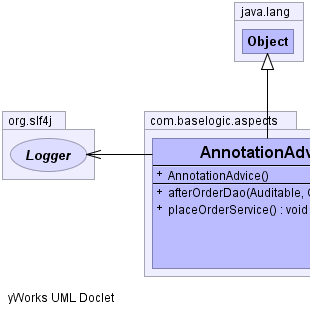 java.lang
Object
org.slf4j
com.baselogic.aspects
Logger
AnnotationAdv
+ AnnotationAdvice()
+ afterOrderDao(Auditable,
+ placeOrderService() : void
yWorks UML Doclet